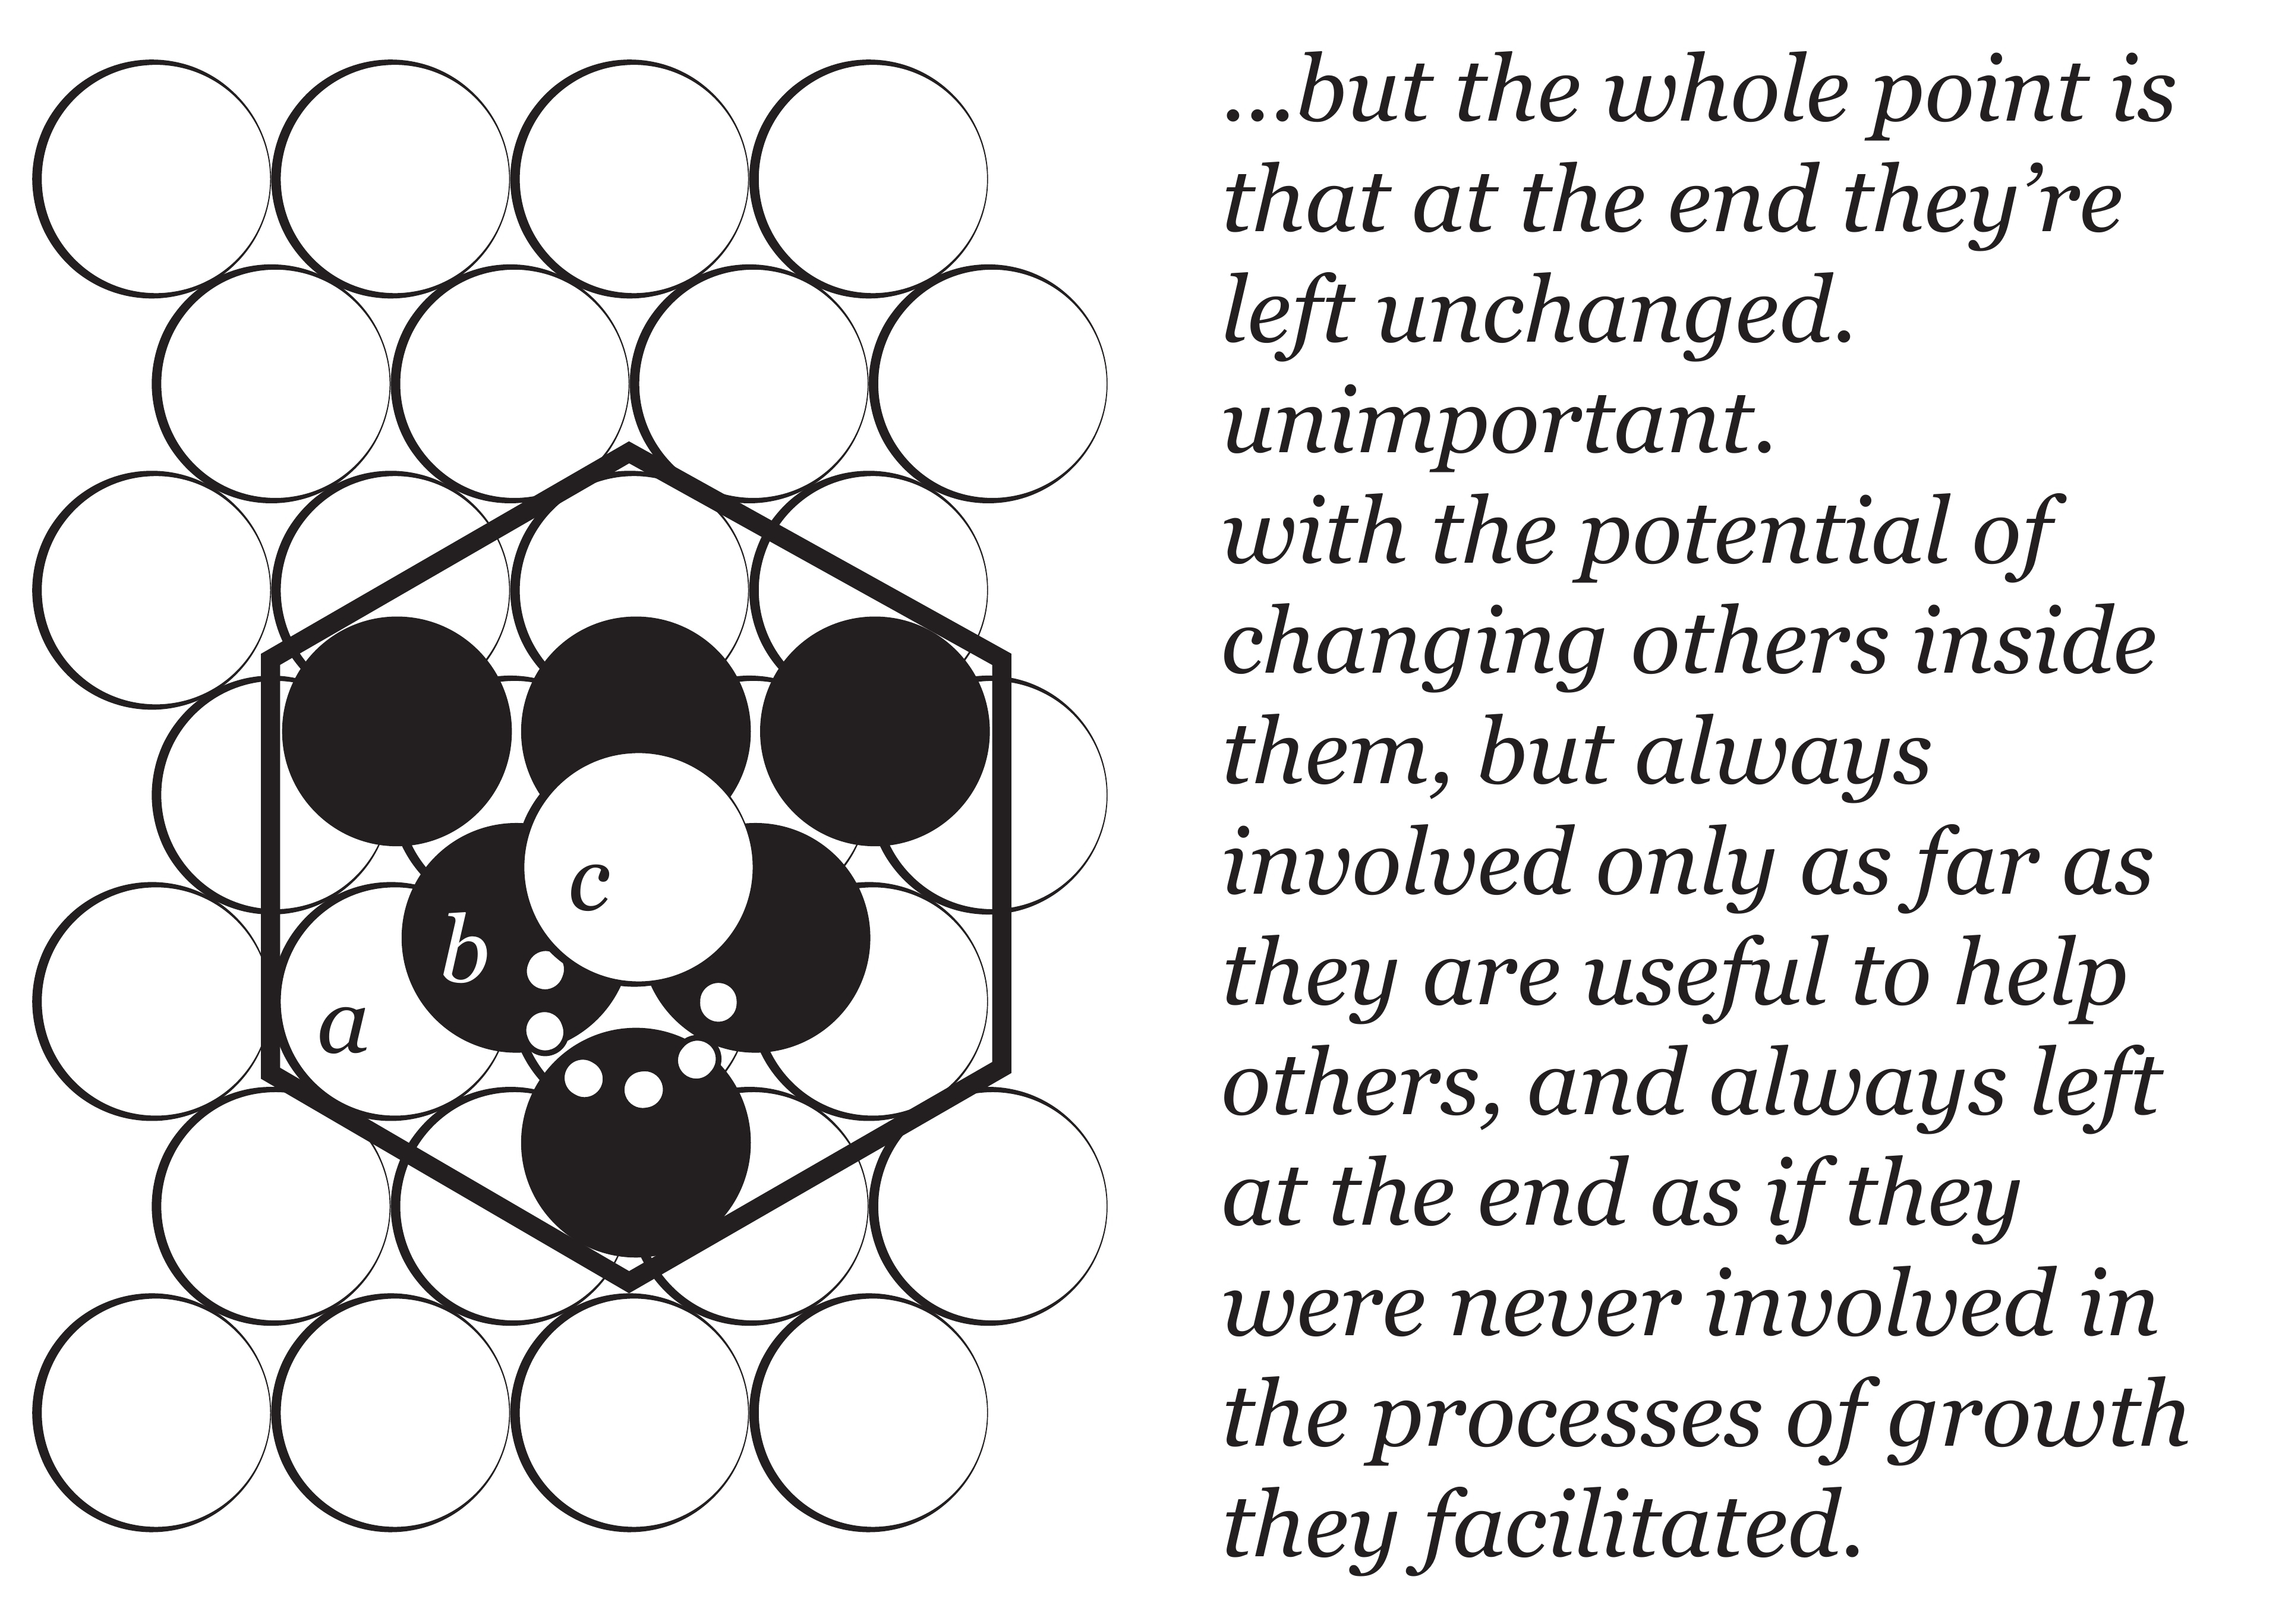 a
b
c
...but the whole point is
that at the end they’re
left unchanged.
unimportant.
with the potential of
changing others inside
them, but always
involved only as far as
they are useful to help
others, and always left
at the end as if they
were never involved in
the processes of growth
they facilitated.